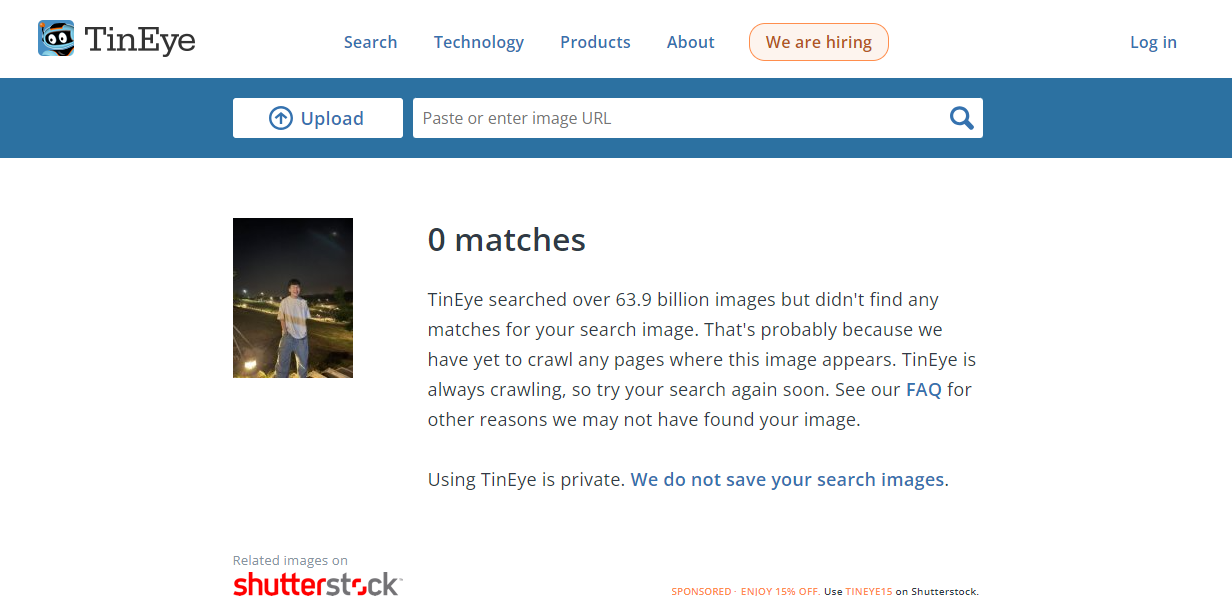 TinEye
Search Technology Products About We are hiring Log in
Upload Paste or enter image URL
0 matches
TinEye searched over 63.9 billion images but didn't find any
matches for your search image. That's probably because we
have yet to crawl any pages where this image appears. TinEye is
always crawling, so try your search again soon. See our FAQ for
other reasons we may not have found your image.
Using TinEye is private. We do not save your search images.
Related images on
shutterstock
SPONSORED · ENJOY 15% OFF. Use TINEYE15 on Shutterstock.